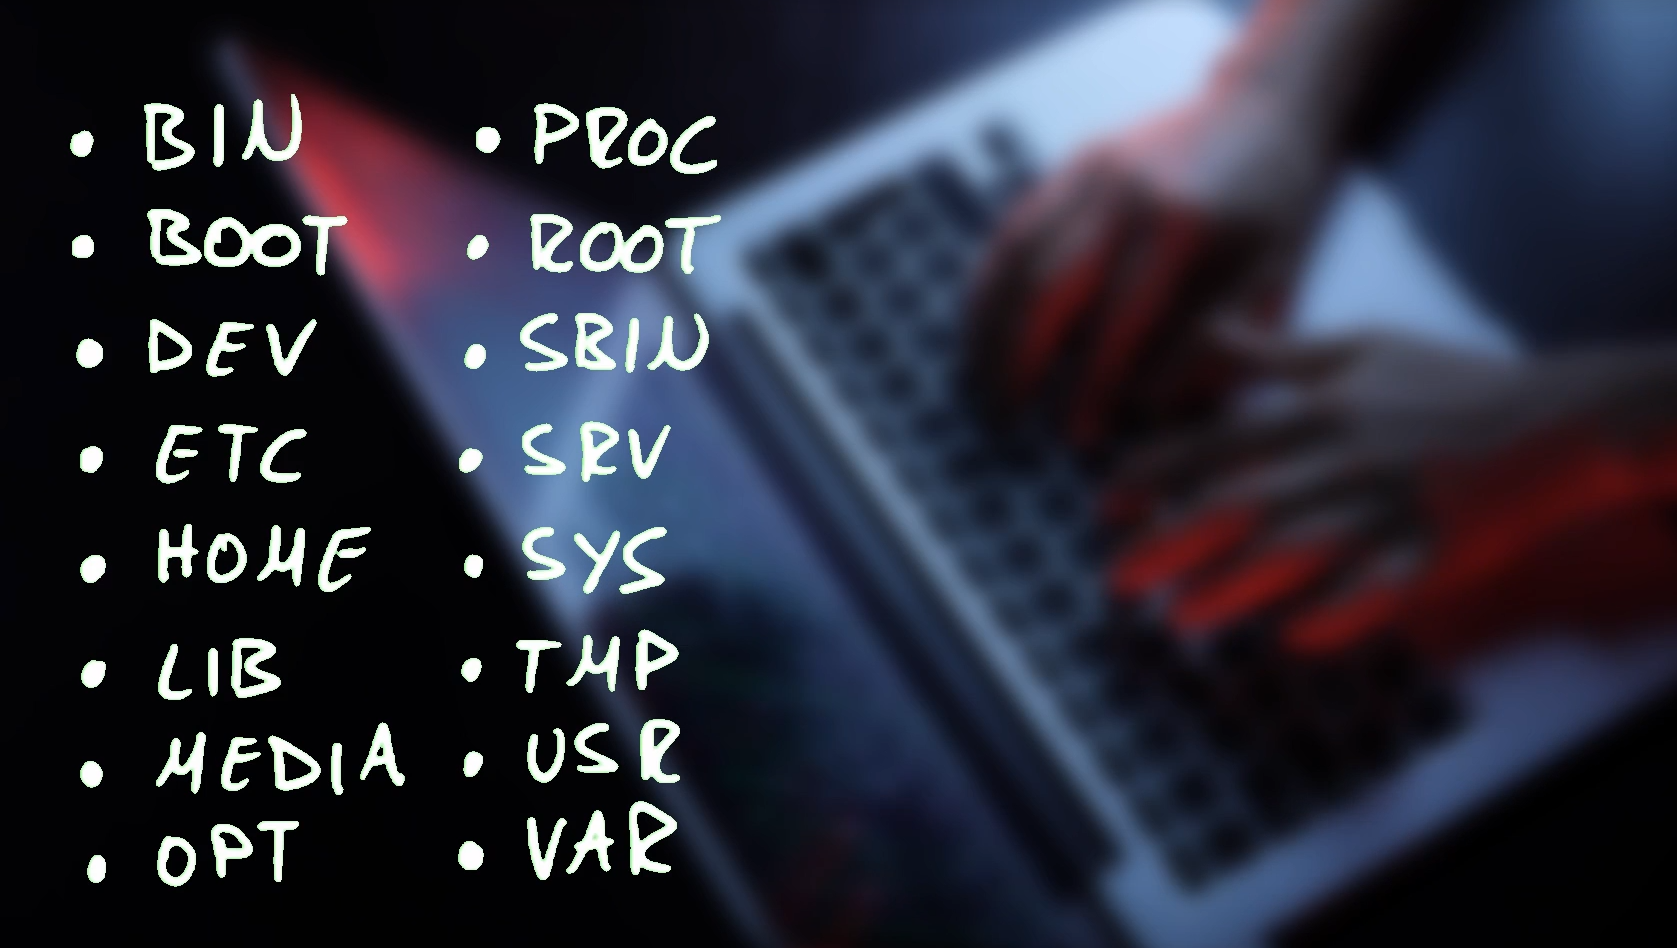 • BIN
• BOOT
• DEV
• ETC
• HOME
• LIB
• MEDIA
• OPT
• PROC
• ROOT
• SBIN
• SRV
• SYS
• TMP
• USR
• VAR